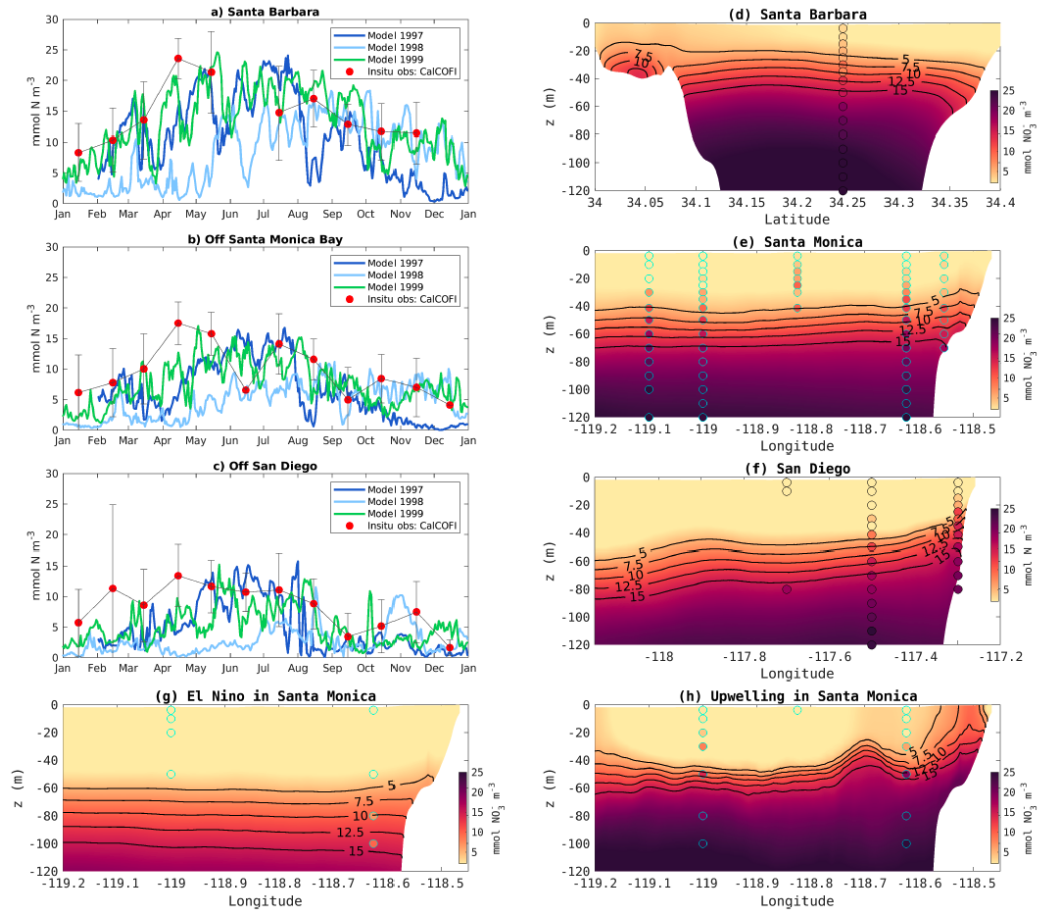 a) Santa Barbara
30
25
20
15
10
5
0
mmol N m-3
Model 1997
Model 1998
Model 1999
Insitu obs: CalCOFI
Jan Feb Mar Apr May Jun Jul Aug Sep Oct Nov Dec Jan
(d) Santa Barbara
0
-20
-40
-60
-80
-100
-120
z (m)
7.5
10
5
7.5
10
12.5
15
25
20
15
10
5
mmol NO3- m-3
34 34.05 34.1 34.15 34.2 34.25 34.3 34.35 34.4
Latitude
b) Off Santa Monica Bay
30
25
20
15
10
5
0
mmol N m-3
Model 1997
Model 1998
Model 1999
Insitu obs: CalCOFI
Jan Feb Mar Apr May Jun Jul Aug Sep Oct Nov Dec Jan
(e) Santa Monica
0
-20
-40
-60
-80
-100
-120
z (m)
5
7.5
10
12.5
15
25
20
15
10
5
mmol NO3- m-3
-119.2 -119.1 -119 -118.9 -118.8 -118.7 -118.6 -118.5
Longitude
c) Off San Diego
30
25
20
15
10
5
0
mmol N m-3
Model 1997
Model 1998
Model 1999
Insitu obs: CalCOFI
Jan Feb Mar Apr May Jun Jul Aug Sep Oct Nov Dec Jan
(f) San Diego
0
-20
-40
-60
-80
-100
-120
z (m)
5
7.5
10
12.5
15
5
7.5
10
12.5
15
25
20
15
10
5
mmol NO3- m-3
-118 -117.8 -117.6 -117.4 -117.2
Longitude
(g) El Nino in Santa Monica
0
-20
-40
-60
-80
-100
-120
z (m)
5
7.5
10
12.5
15
25
20
15
10
5
mmol NO3- m-3
-119.2 -119.1 -119 -118.9 -118.8 -118.7 -118.6 -118.5
Longitude
(h) Upwelling in Santa Monica
0
-20
-40
-60
-80
-100
-120
z (m)
5
7.5
10
12.5
15
25
20
15
10
5
mmol NO3- m-3
-119.2 -119.1 -119 -118.9 -118.8 -118.7 -118.6 -118.5
Longitude